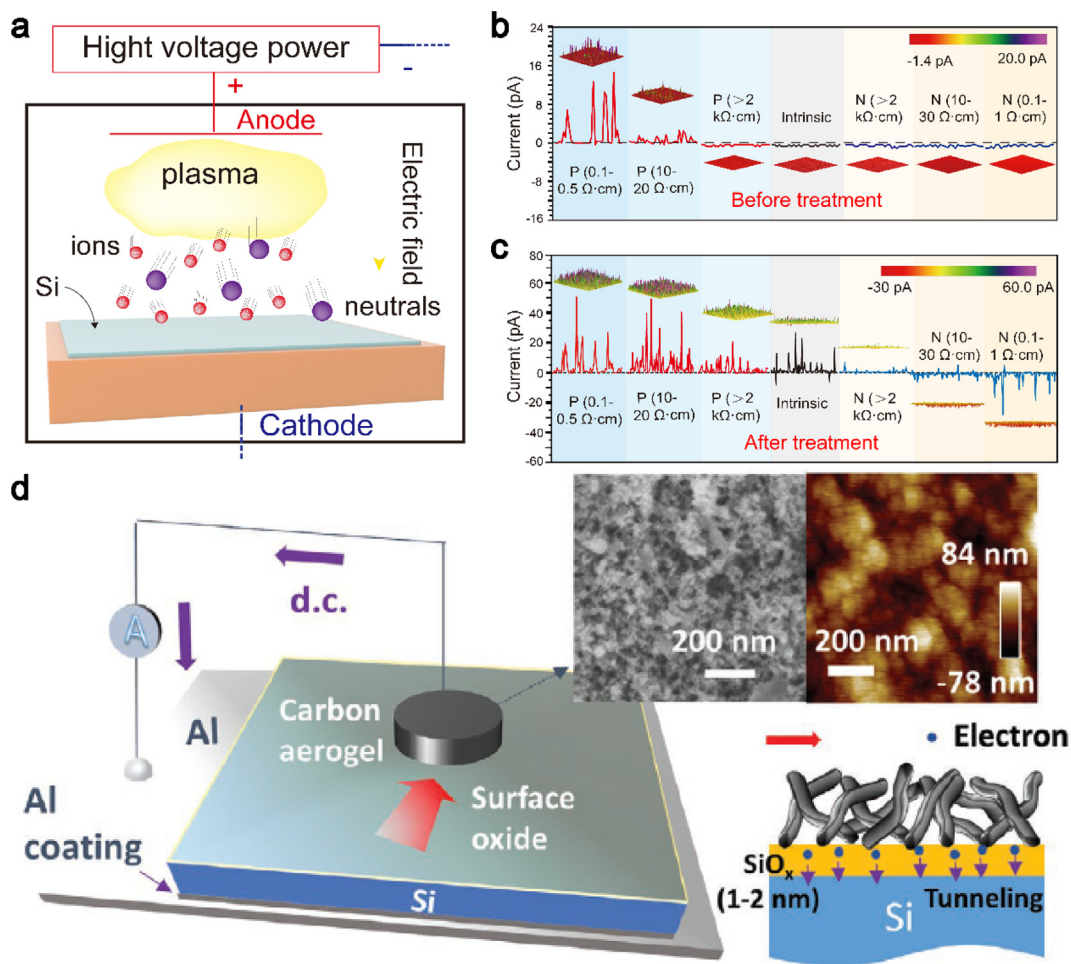 a
Hight voltage power
-
+
Anode
plasma
ions
Si
Electric field
neutrals
Cathode
b
Current (pA)
24
20
16
12
8
4
0
-4
-8
-12
16
-1.4 pA
20.0 pA
P (>2
kΩ·cm)
Intrinsic
N (>2
kΩ·cm)
N (10-
30 Ω·cm)
N (0.1-
1 Ω·cm)
P (0.1-
0.5 Ω·cm)
P (10-
20 Ω·cm)
Before treatment
c
Current (pA)
80
60
40
20
0
-20
-40
-60
-30 pA
60.0 pA
N (10-
30 Ω·cm)
N (0.1-
1 Ω·cm)
P (0.1-
0.5 Ω·cm)
P (10-
20 Ω·cm)
P (>2
kΩ·cm)
Intrinsic
N (>2
kΩ·cm)
After treatment
d
d.c.
A
Al
Carbon
aerogel
Surface
oxide
Al
coating
Si
200 nm
200 nm
84 nm
-78 nm
Electron
SiOx
(1-2 nm)
Tunneling
Si